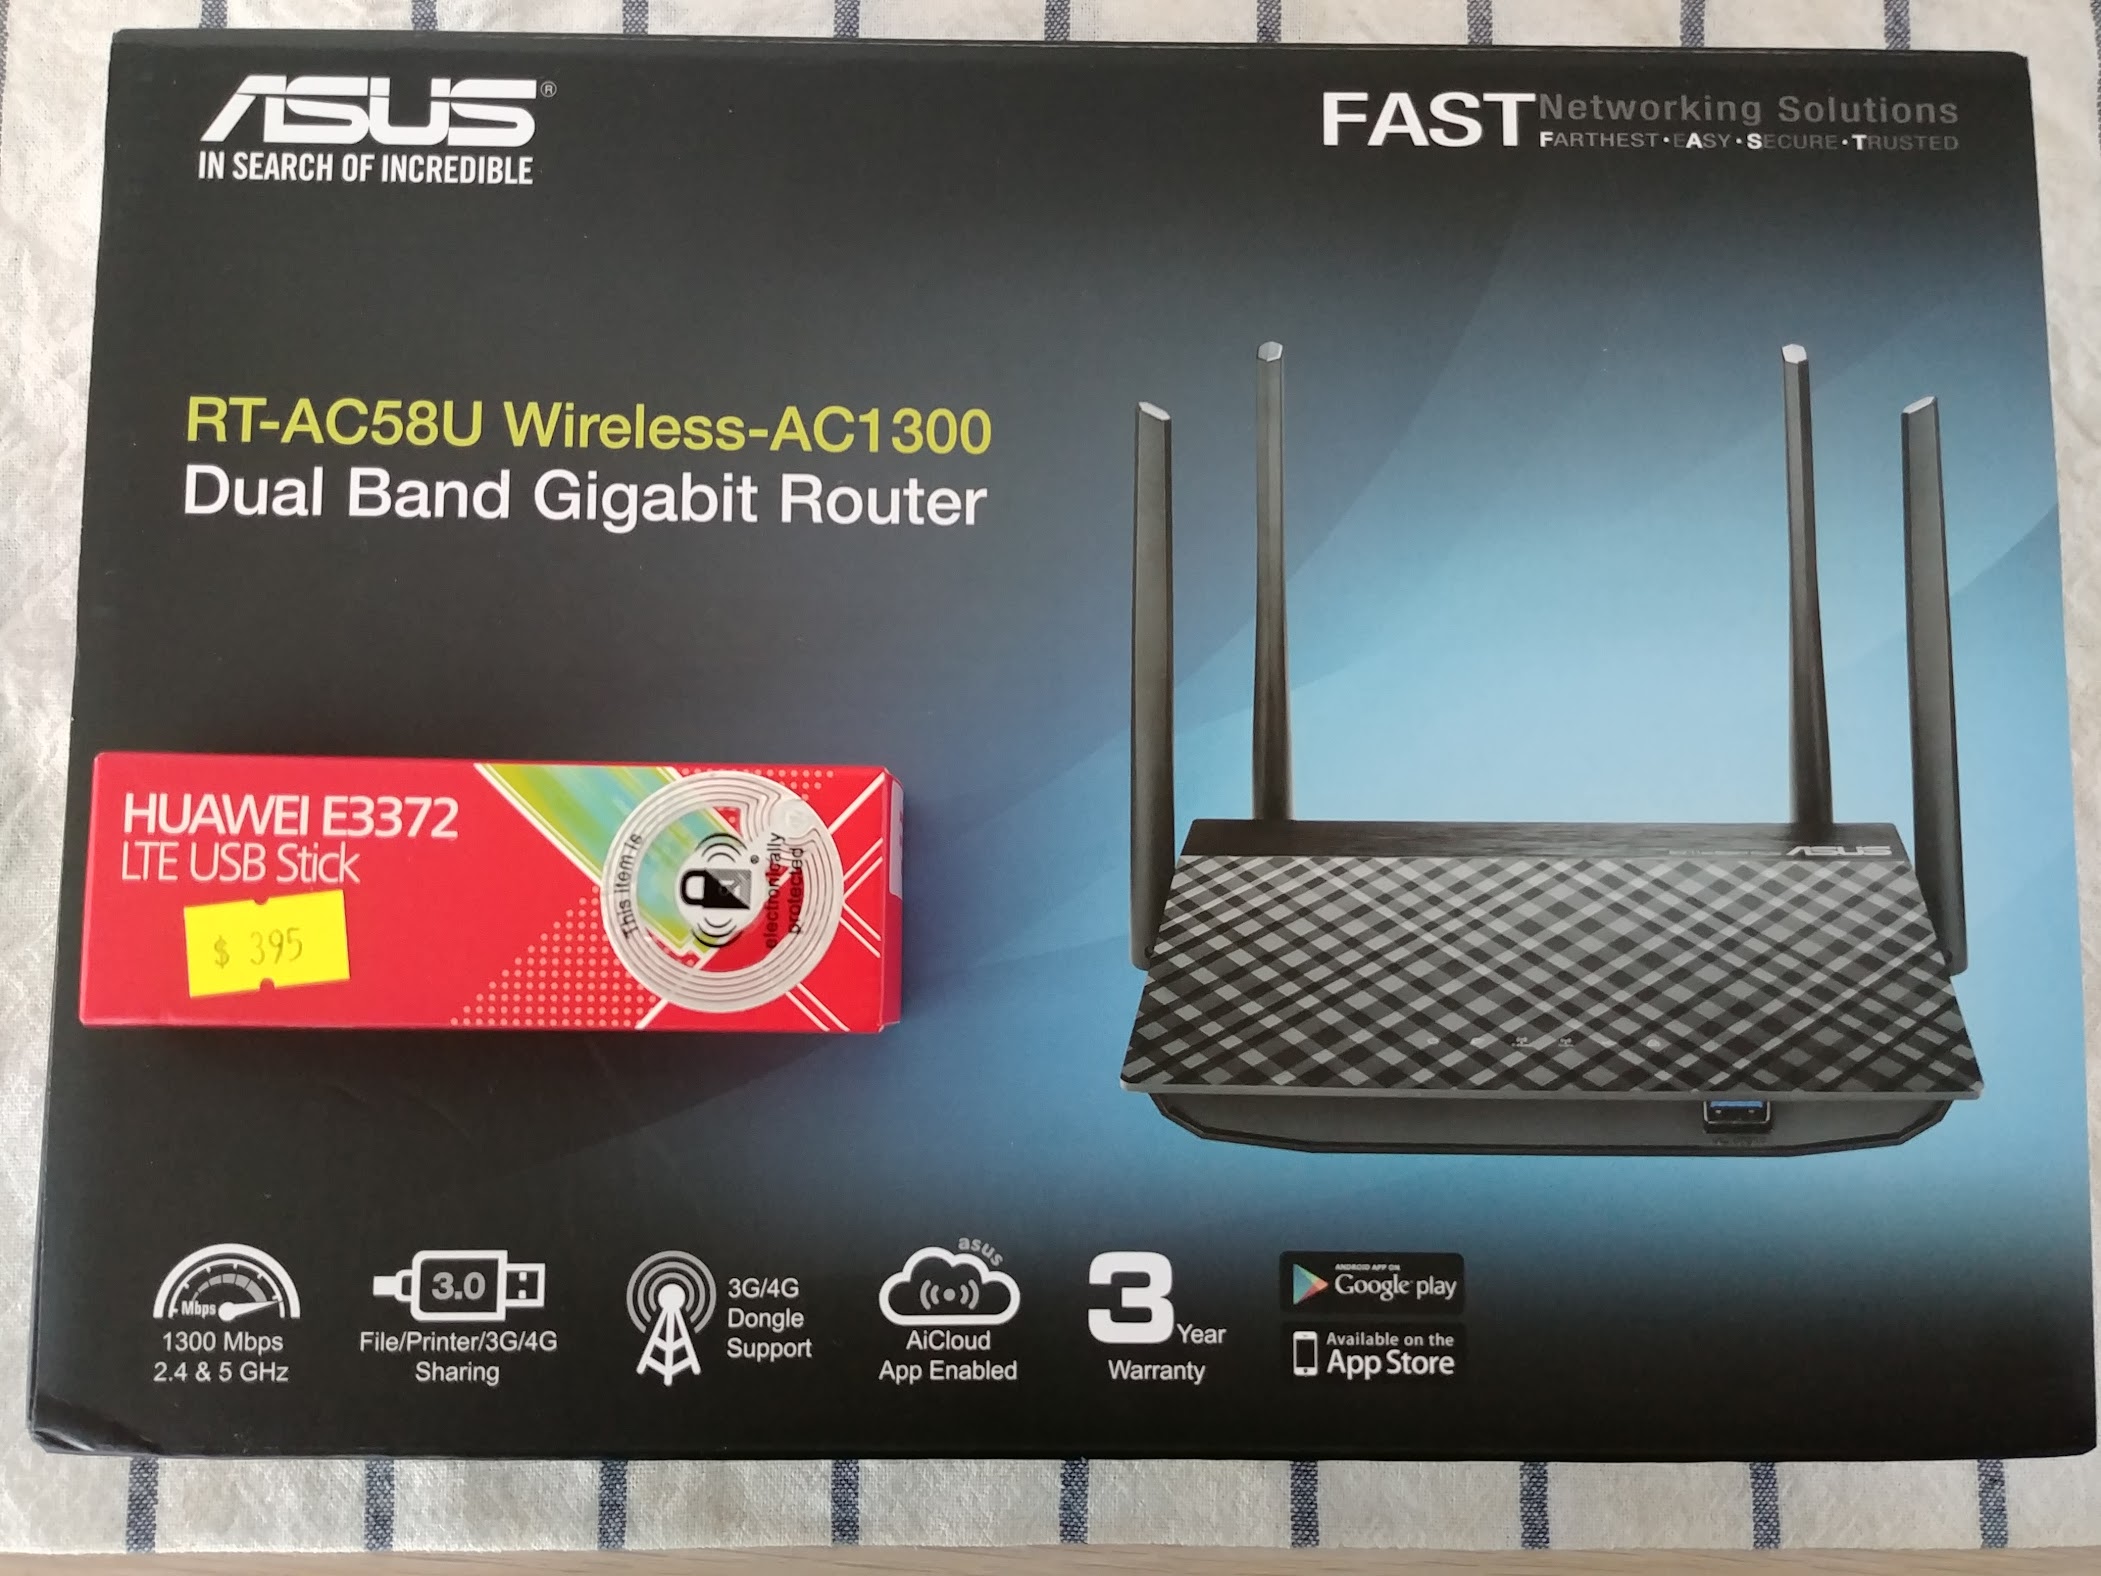 ASUS®
IN SEARCH OF INCREDIBLE
FAST Networking Solutions
FARTHEST · EASY · SECURE · TRUSTED
RT-AC58U Wireless-AC1300
Dual Band Gigabit Router
HUAWEI E3372
LTE USB Stick
$ 395
This item is
electronically
protected
®
ASUS
Mbps
1300 Mbps
2.4 & 5 GHz
3.0
File/Printer/3G/4G
Sharing
3G/4G
Dongle
Support
asus
AiCloud
App Enabled
3 Year
Warranty
ANDROID APP ON
Google play
Available on the
App Store